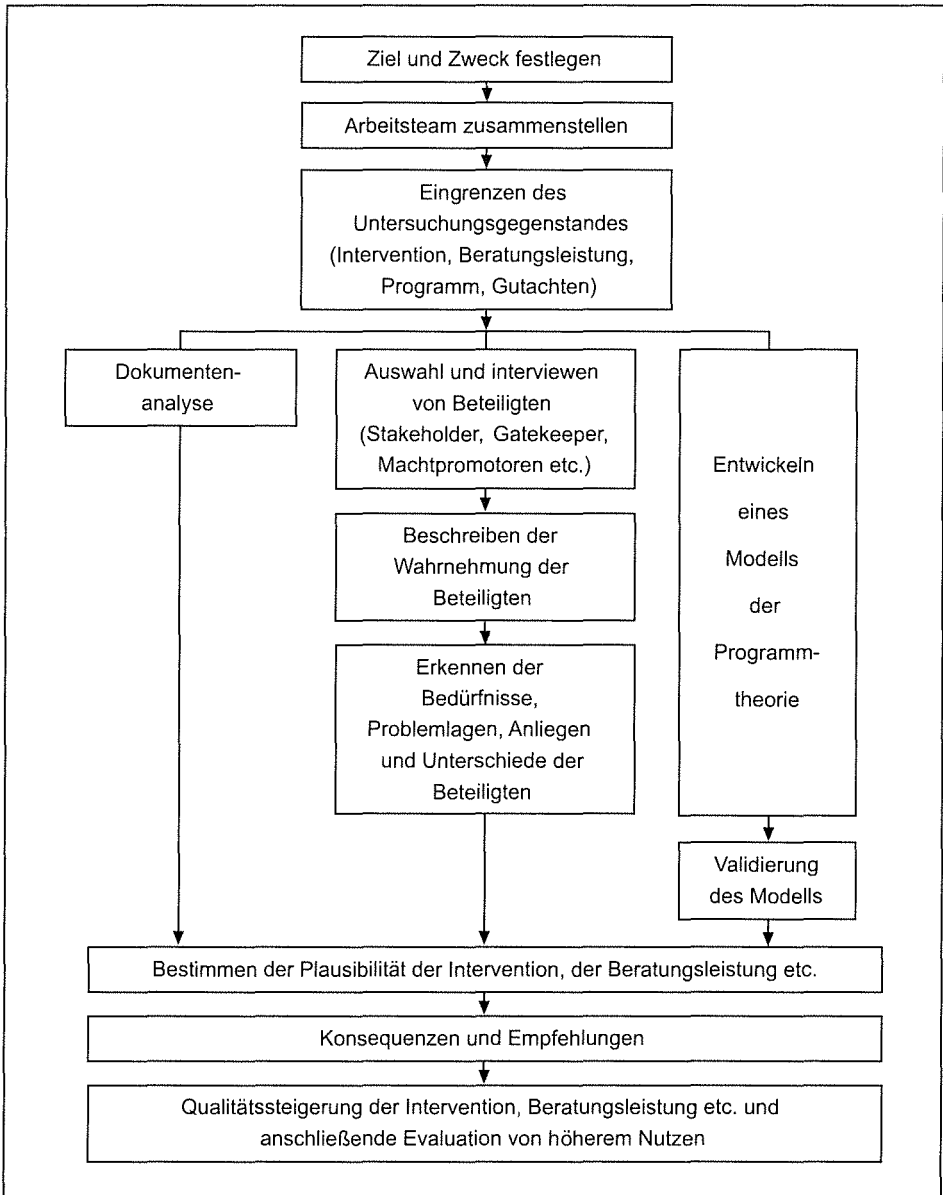 Ziel und Zweck festlegen
Arbeitsteam zusammenstellen
Eingrenzen des
Untersuchungsgegenstandes
(Intervention, Beratungsleistung,
Programm, Gutachten)
Dokumenten-
analyse
Auswahl und interviewen
von Beteiligten
(Stakeholder, Gatekeeper,
Machtpromotoren etc.)
Beschreiben der
Wahrnehmung der
Beteiligten
Erkennen der
Bedürfnisse,
Problemlagen, Anliegen
und Unterschiede der
Beteiligten
Entwickeln
eines
Modells
der
Programm-
theorie
Validierung
des Modells
Bestimmen der Plausibilität der Intervention, der Beratungsleistung etc.
Konsequenzen und Empfehlungen
Qualitätssteigerung der Intervention, Beratungsleistung etc. und
anschließende Evaluation von höherem Nutzen